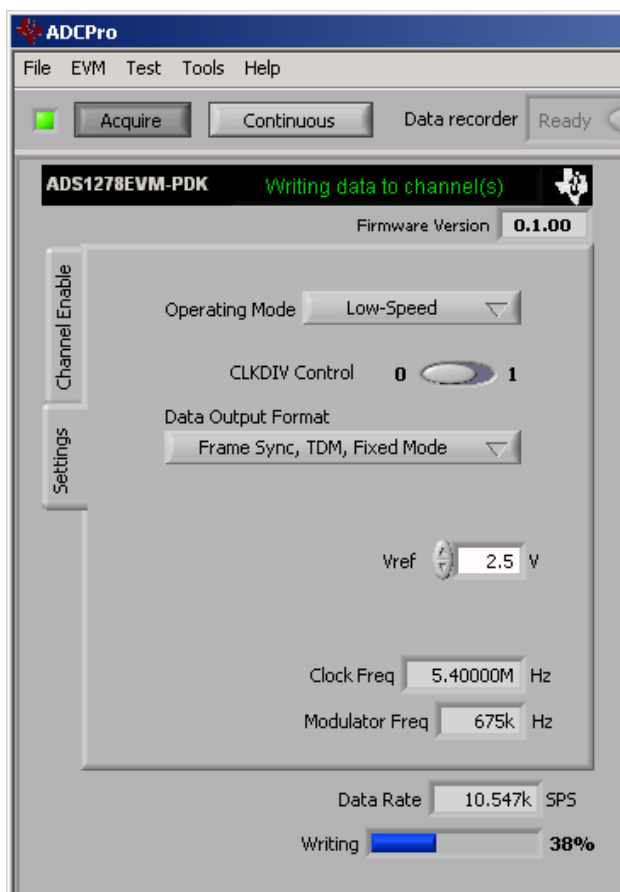 ADCPro
File EVM Test Tools Help
Acquire Continuous Data recorder Ready
ADS1278EVM-PDK Writing data to channel(s)
Firmware Version 0.1.00
Channel Enable
Settings
Operating Mode Low-Speed
CLKDIV Control 0 1
Data Output Format
Frame Sync, TDM, Fixed Mode
Vref 2.5 V
Clock Freq 5.40000M Hz
Modulator Freq 675k Hz
Data Rate 10.547k SPS
Writing 38%